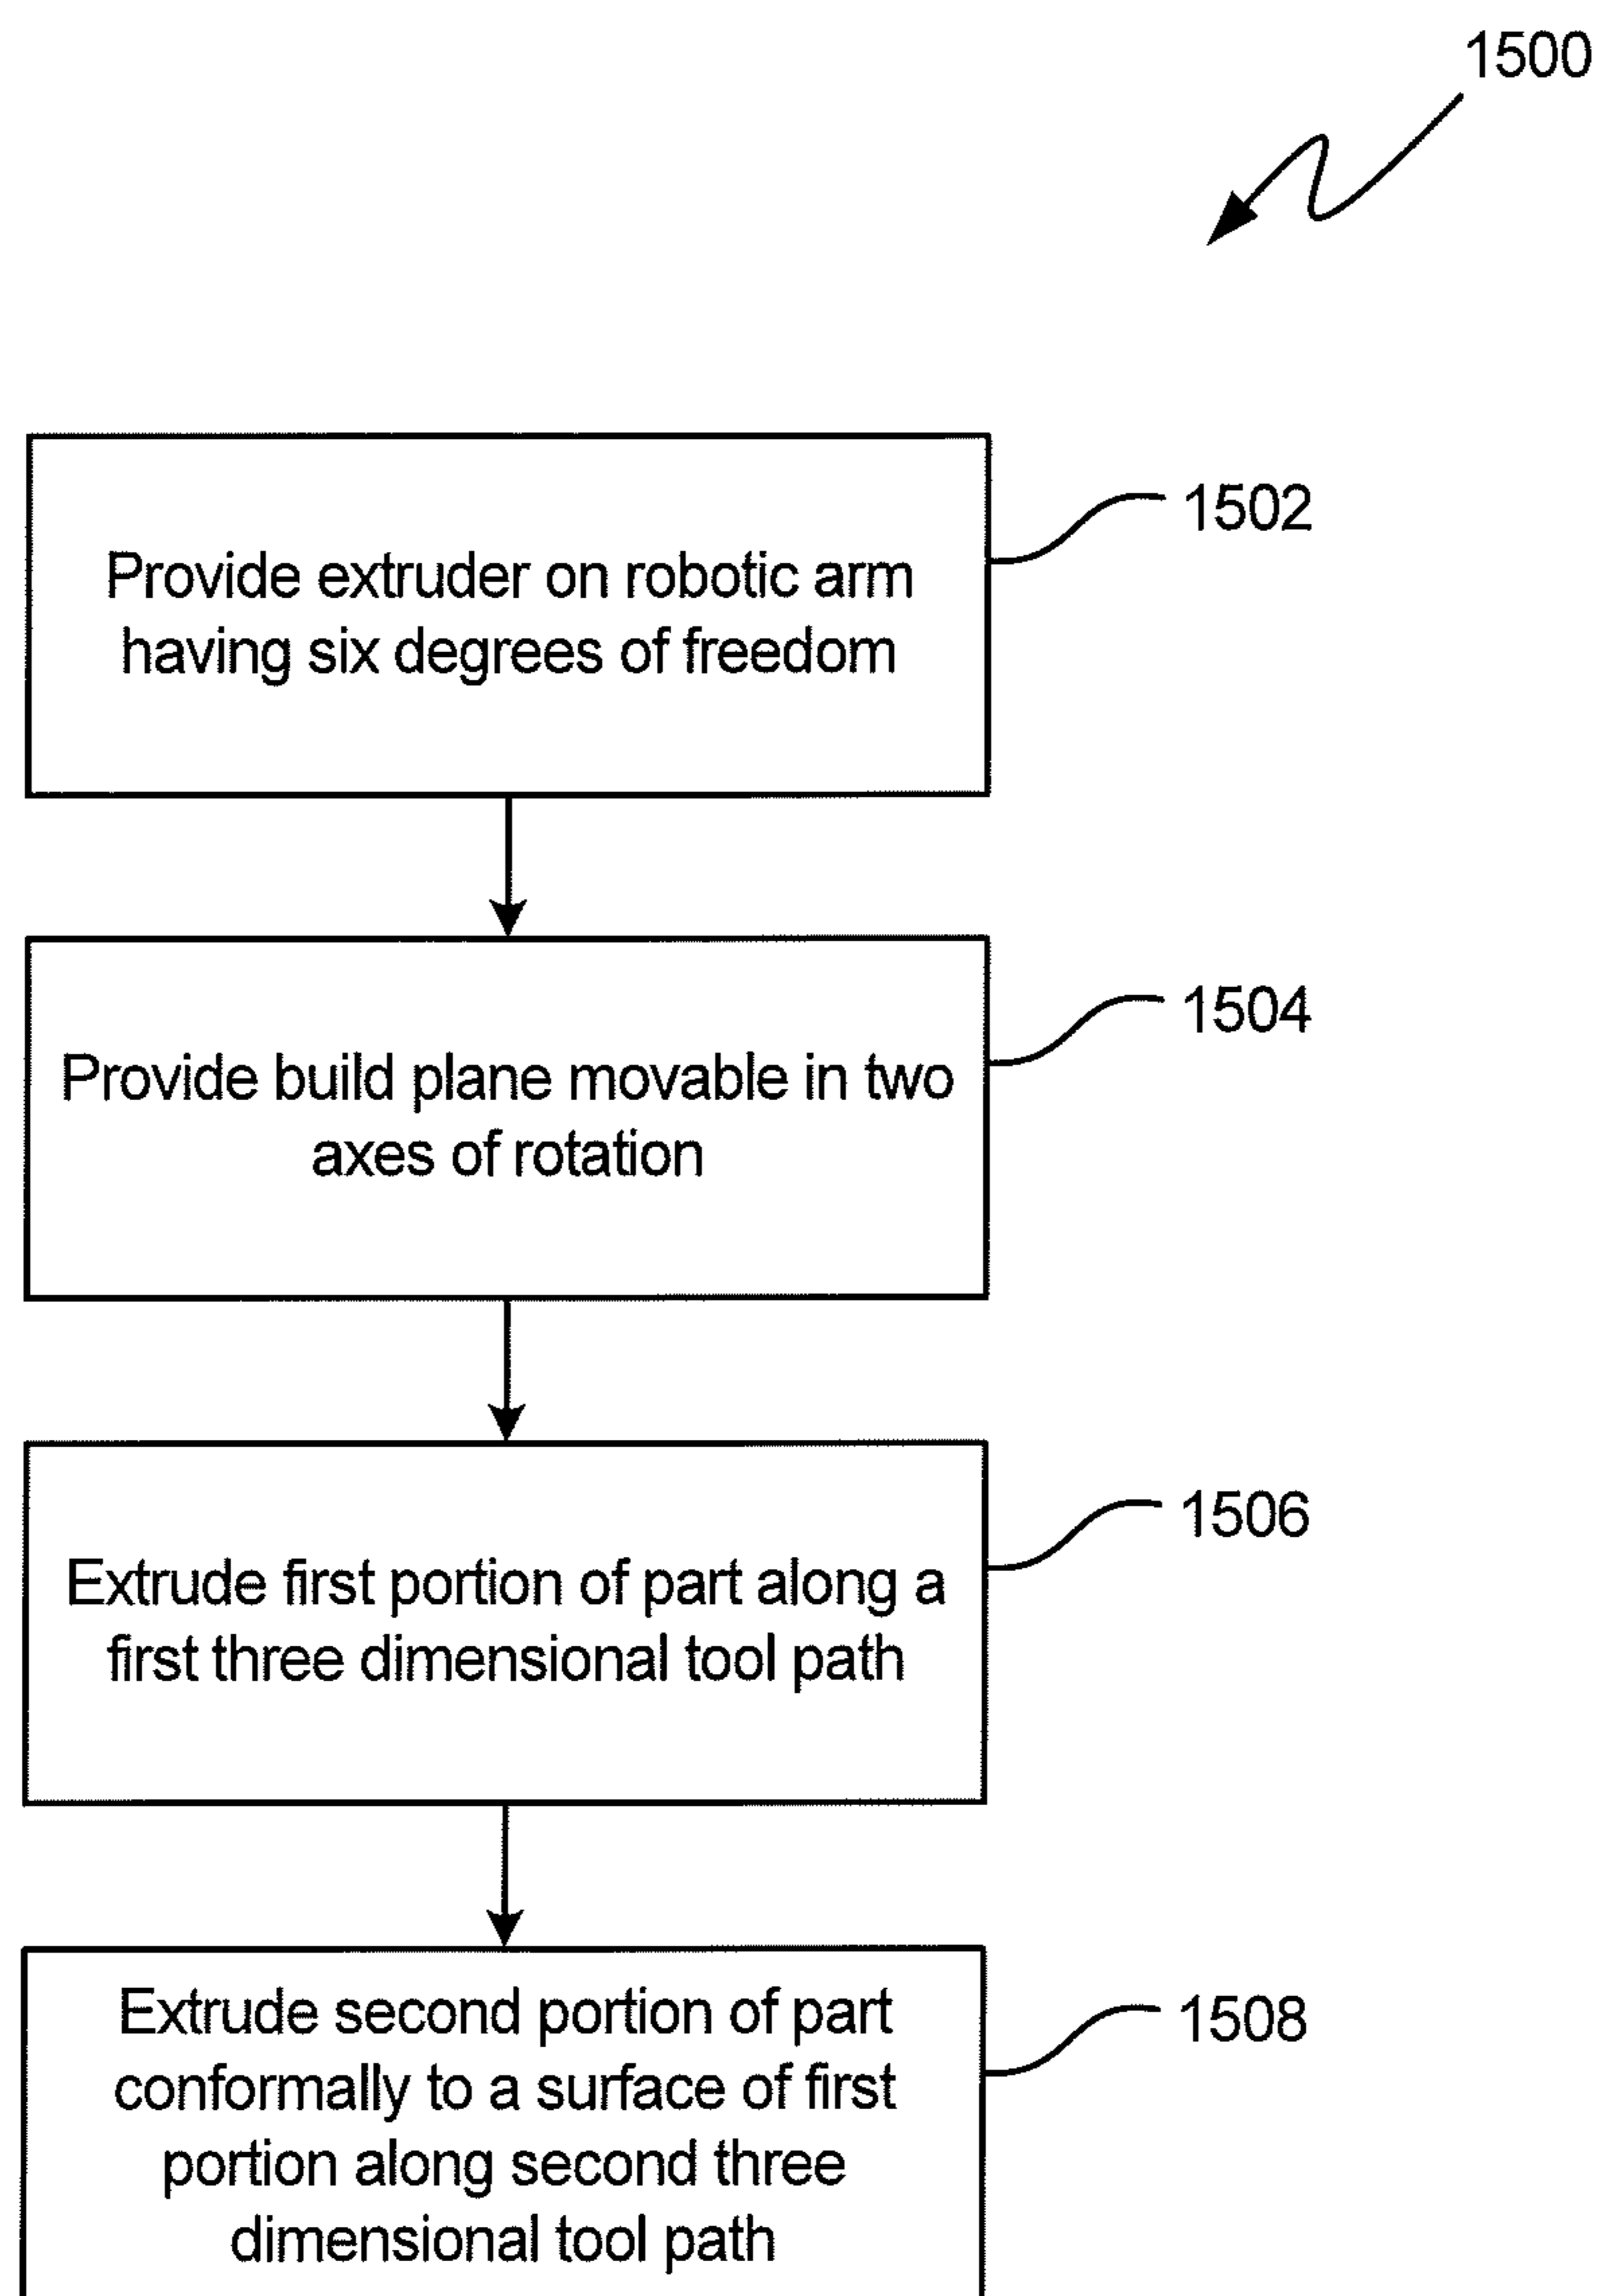 1500
Provide extruder on robotic arm
having six degrees of freedom
1502
Provide build plane movable in two
axes of rotation
1504
Extrude first portion of part along a
first three dimensional tool path
1506
Extrude second portion of part
conformally to a surface of first
portion along second three
dimensional tool path
1508